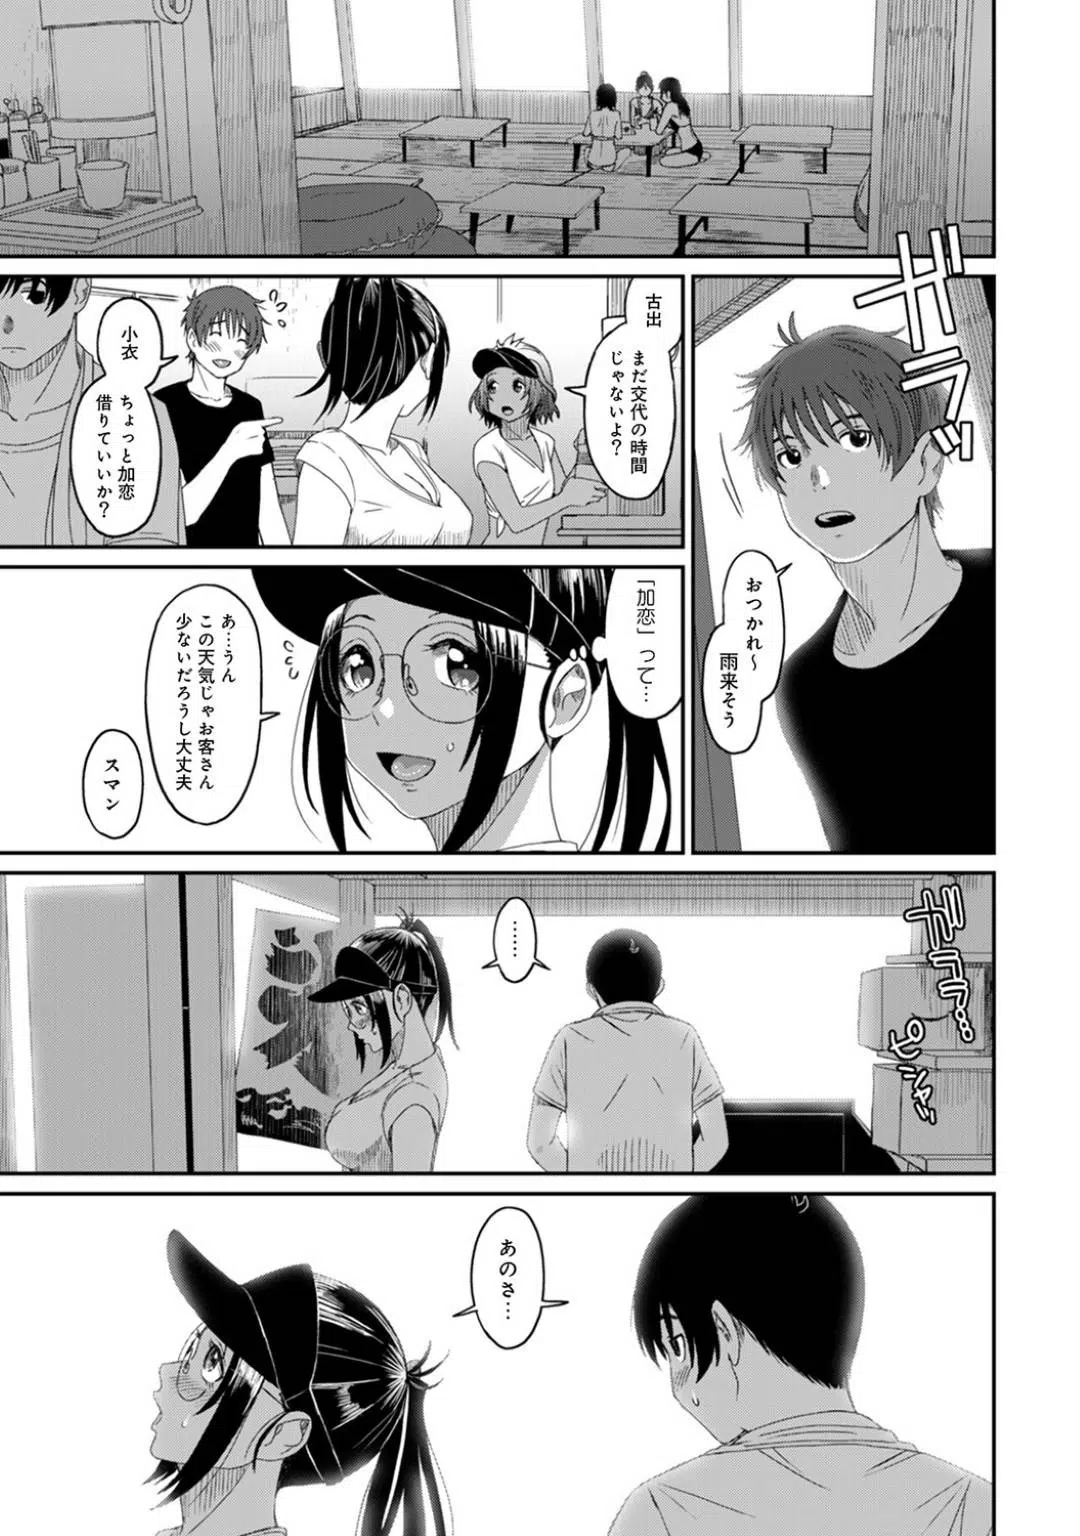 ガラッ
おつかれ～
雨来そう
古出
まだ交代の時間
じゃないよ？
小衣
ちょっと加恋
借りていいか？
「加恋」って…
あ…うん
この天気じゃお客さん
少ないだろうし大丈夫
スマン
ガラララ…
ピシャッ
……
あのさ…